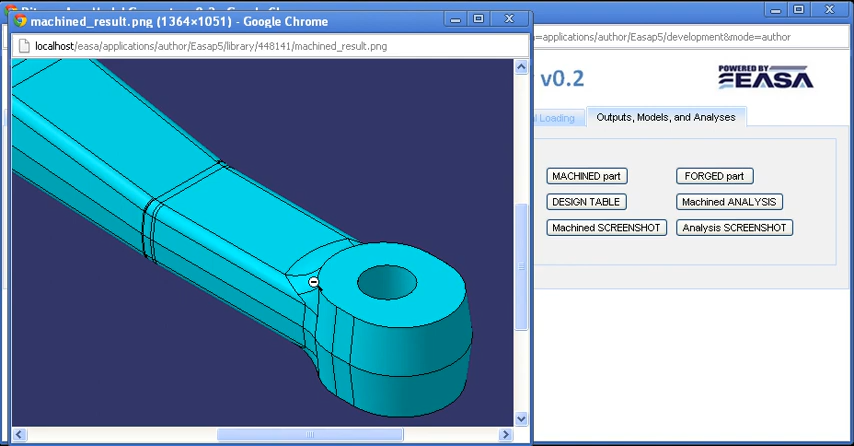 machined_result.png (1364×1051) - Google Chrome
localhost/easa/applications/author/Easap5/library/448141/machined_result.png
=applications/author/Easap5/development&mode=author
v0.2
POWERED BY
EASA
Loading
Outputs, Models, and Analyses
MACHINED part
FORGED part
DESIGN TABLE
Machined ANALYSIS
Machined SCREENSHOT
Analysis SCREENSHOT